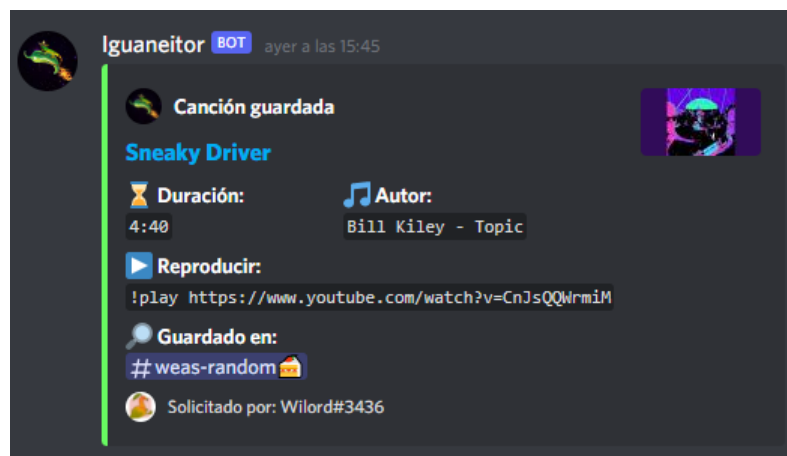 Iguaneitor BOT ayer a las 15:45
Canción guardada
Sneaky Driver
Duración: Autor:
4:40 Bill Kiley - Topic
Reproducir:
!play https://www.youtube.com/watch?v=CnJsQQWrmiM
Guardado en:
#weas-random🍰
Solicitado por: Wilord#3436